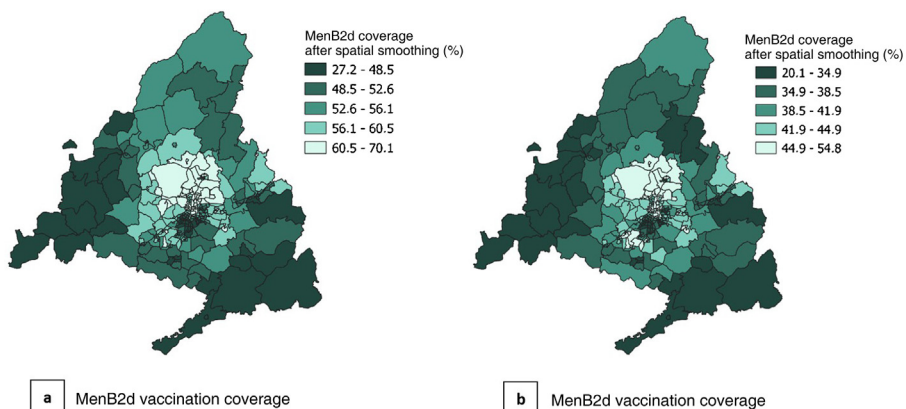 MenB2d coverage
after spatial smoothing (%)
27.2 - 48.5
48.5 - 52.6
52.6 - 56.1
56.1 - 60.5
60.5 - 70.1
a MenB2d vaccination coverage
MenB2d coverage
after spatial smoothing (%)
20.1 - 34.9
34.9 - 38.5
38.5 - 41.9
41.9 - 44.9
44.9 - 54.8
b MenB2d vaccination coverage